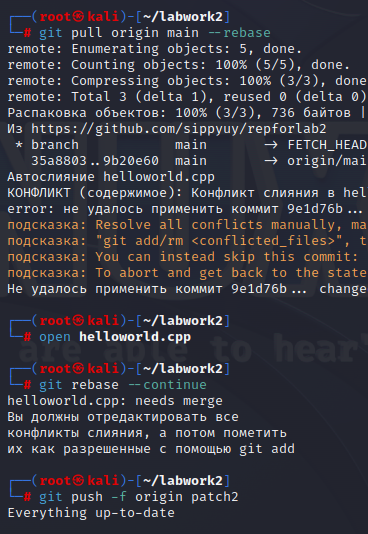 ┌──(root㉿kali)-[~/labwork2]
└─# git pull origin main --rebase
remote: Enumerating objects: 5, done.
remote: Counting objects: 100% (5/5), done.
remote: Compressing objects: 100% (3/3), done
remote: Total 3 (delta 1), reused 0 (delta 0)
Распаковка объектов: 100% (3/3), 736 байтов |
Из https://github.com/sippyuy/repforlab2
 * branch            main       -> FETCH_HEAD
   35a8803..9b20e60  main       -> origin/mai
Автослияние helloworld.cpp
КОНФЛИКТ (содержимое): Конфликт слияния в hel
error: не удалось применить коммит 9e1d76b...
подсказка: Resolve all conflicts manually, ma
подсказка: "git add/rm <conflicted_files>", t
подсказка: You can instead skip this commit:
подсказка: To abort and get back to the state
Не удалось применить коммит 9e1d76b... change
┌──(root㉿kali)-[~/labwork2]
└─# open helloworld.cpp
are able to hear"
┌──(root㉿kali)-[~/labwork2]
└─# git rebase --continue
helloworld.cpp: needs merge
Вы должны отредактировать все
конфликты слияния, а потом пометить
их как разрешенные с помощью git add
┌──(root㉿kali)-[~/labwork2]
└─# git push -f origin patch2
Everything up-to-date